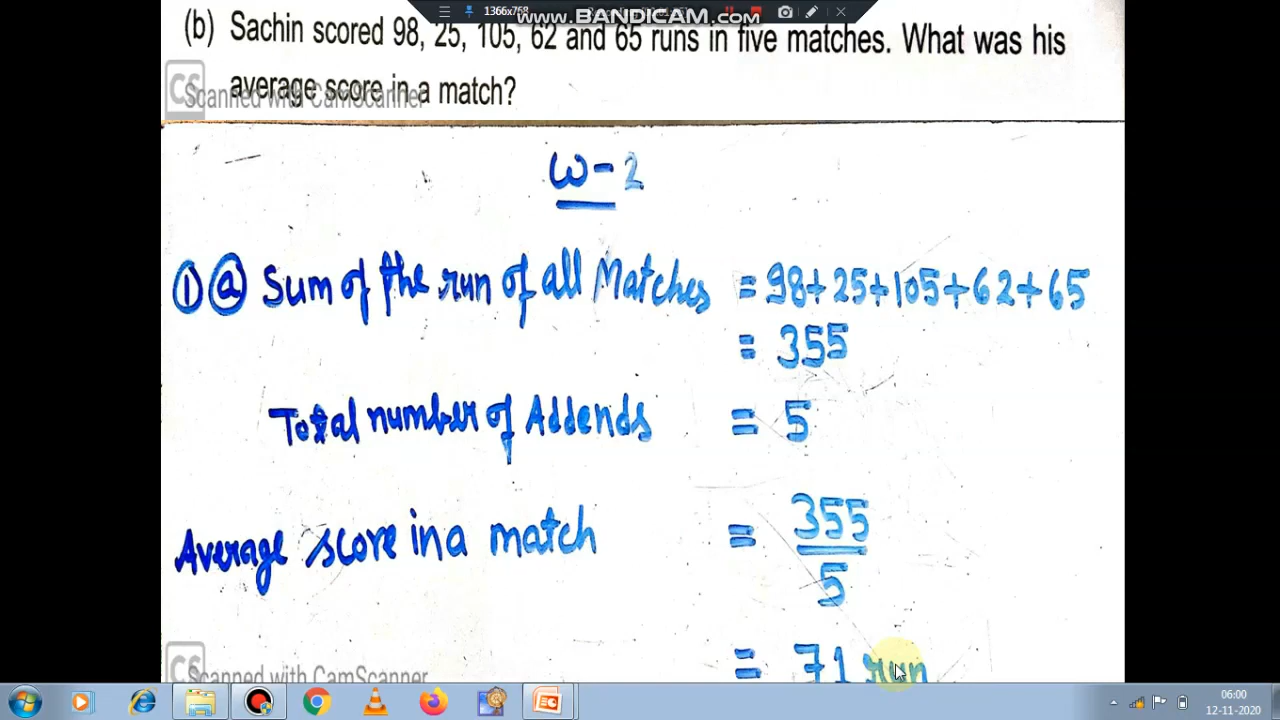 1366x768
www.BANDICAM.com
(b) Sachin scored 98, 25, 105, 62 and 65 runs in five matches. What was his
average score in a match?
CS Scanned with CamScanner
W-2
1 a Sum of the run of all Matches = 98+25+105+62+65
= 355
Total number of Addends = 5
Average score in a match = 355
5
= 71 run
CS Scanned with CamScanner
06:00
12-11-2020